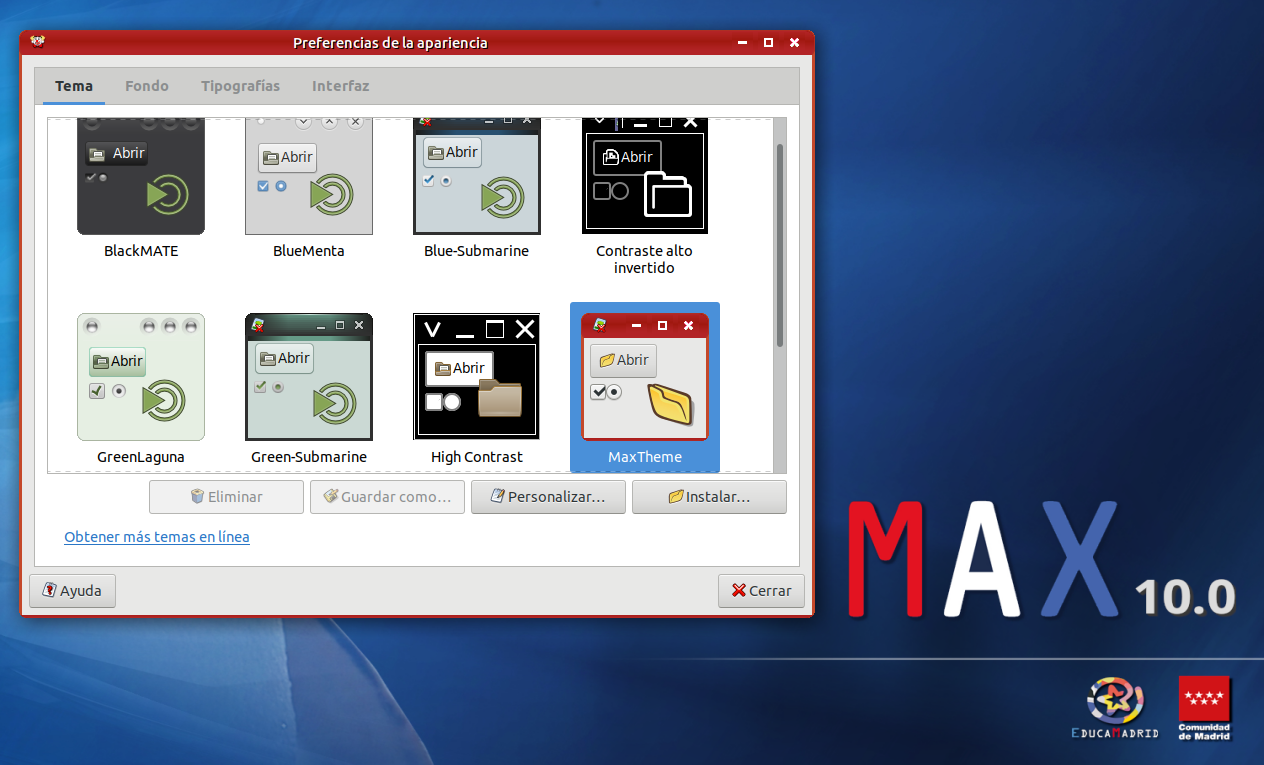 Preferencias de la apariencia
Tema Fondo Tipografías Interfaz
Abrir Abrir Abrir Abrir
BlackMATE BlueMenta Blue-Submarine Contraste alto
invertido
Abrir Abrir Abrir Abrir
GreenLaguna Green-Submarine High Contrast MaxTheme
Eliminar Guardar como... Personalizar... Instalar...
Obtener más temas en línea
Ayuda Cerrar
MAX 10.0
EDUCAMADRID
Comunidad
de Madrid